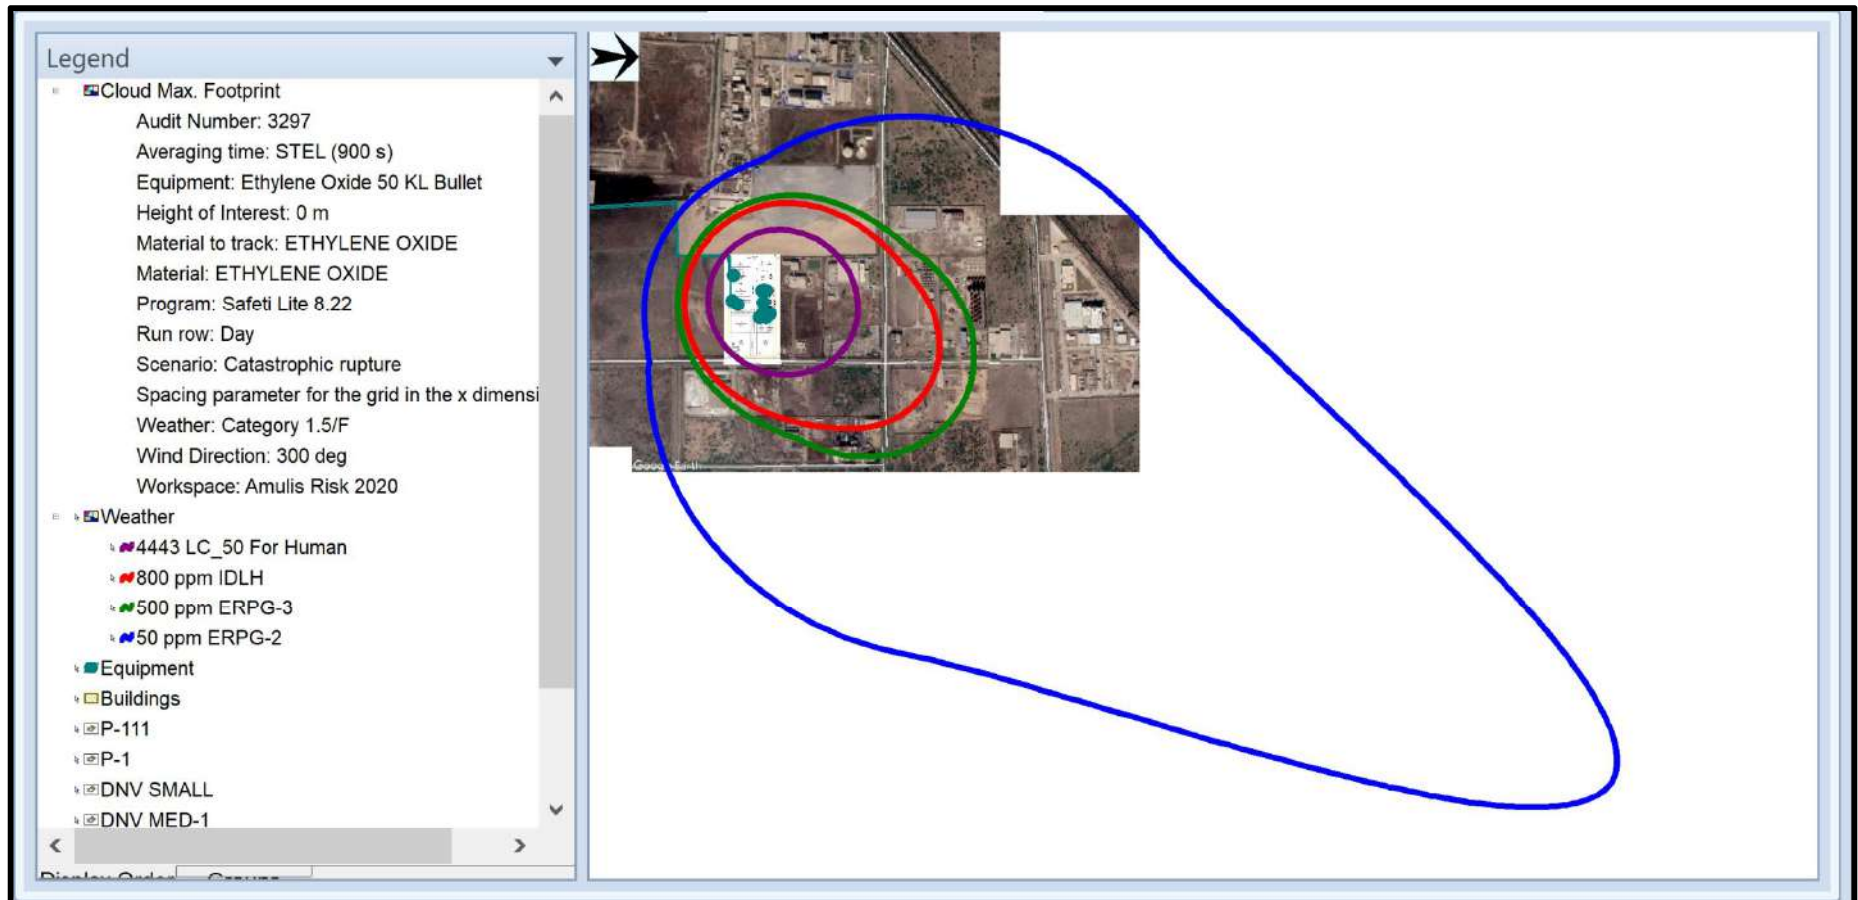 Legend
Cloud Max. Footprint
Audit Number: 3297
Averaging time: STEL (900 s)
Equipment: Ethylene Oxide 50 KL Bullet
Height of Interest: 0 m
Material to track: ETHYLENE OXIDE
Material: ETHYLENE OXIDE
Program: Safeti Lite 8.22
Run row: Day
Scenario: Catastrophic rupture
Spacing parameter for the grid in the x dimensi
Weather: Category 1.5/F
Wind Direction: 300 deg
Workspace: Amulis Risk 2020
Weather
4443 LC_50 For Human
800 ppm IDLH
500 ppm ERPG-3
50 ppm ERPG-2
Equipment
Buildings
P-111
P-1
DNV SMALL
DNV MED-1
Google Earth